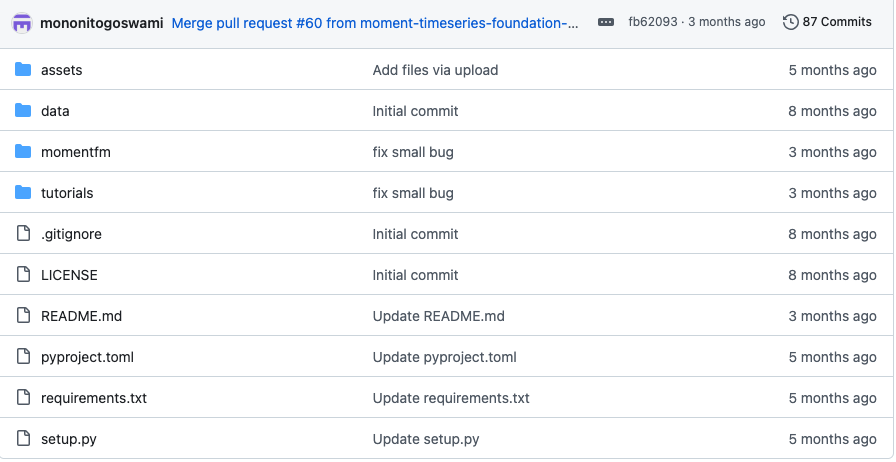 mononitogoswami Merge pull request #60 from moment-timeseries-foundation-... fb62093 · 3 months ago 87 Commits
assets Add files via upload 5 months ago
data Initial commit 8 months ago
momentfm fix small bug 3 months ago
tutorials fix small bug 3 months ago
.gitignore Initial commit 8 months ago
LICENSE Initial commit 8 months ago
README.md Update README.md 3 months ago
pyproject.toml Update pyproject.toml 5 months ago
requirements.txt Update requirements.txt 5 months ago
setup.py Update setup.py 5 months ago